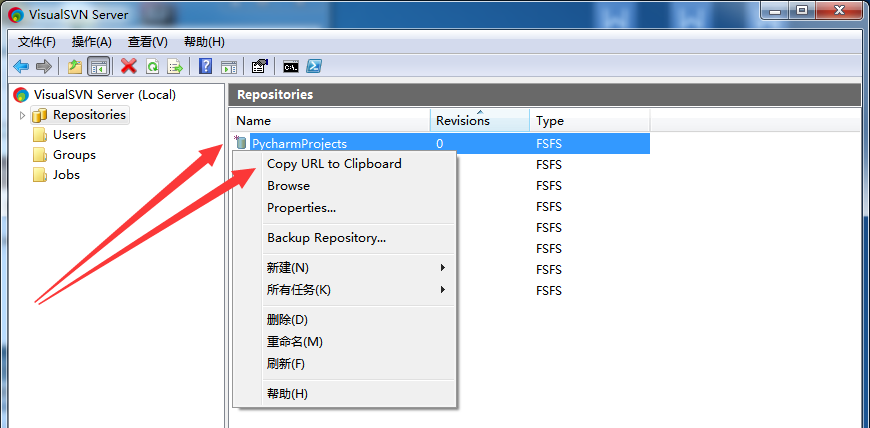 VisualSVN Server
文件(F) 操作(A) 查看(V) 帮助(H)
VisualSVN Server (Local)
Repositories
Users
Groups
Jobs
Repositories
Name Revisions Type
PycharmProjects 0 FSFS
FSFS
FSFS
FSFS
FSFS
FSFS
FSFS
FSFS
Copy URL to Clipboard
Browse
Properties...
Backup Repository...
新建(N)
所有任务(K)
删除(D)
重命名(M)
刷新(F)
帮助(H)